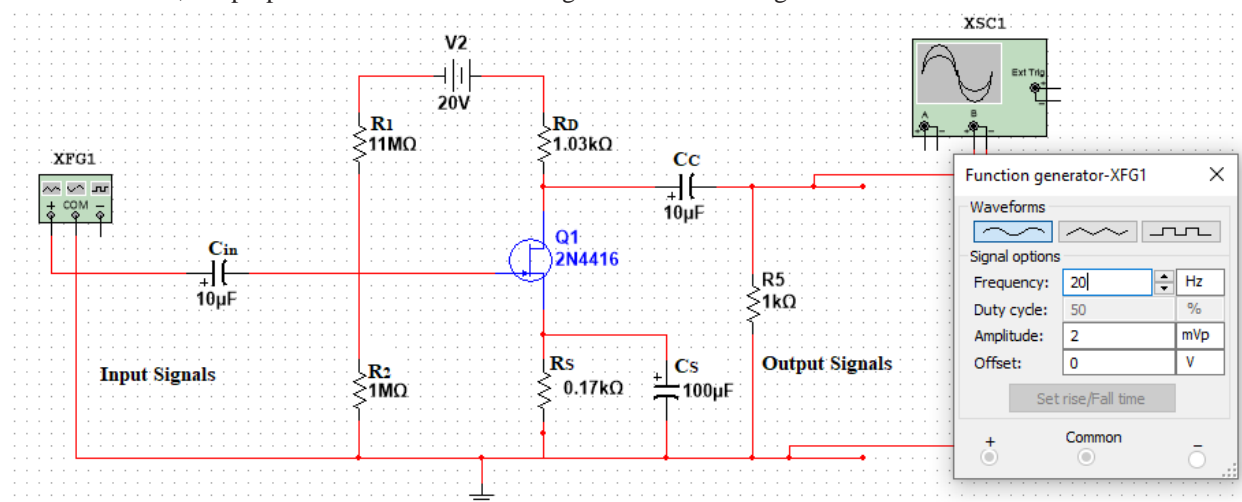 XSC1
V2
20V
Ext Trig
A
B
R1
11MΩ
RD
1.03kΩ
XFG1
COM
CC
10µF
Function generator-XFG1
Waveforms
Signal options
Frequency: 20 Hz
Duty cycle: 50 %
Amplitude: 2 mVp
Offset: 0 V
Set rise/Fall time
+ Common −
Q1
2N4416
Cin
10µF
R5
1kΩ
Input Signals
R2
1MΩ
RS
0.17kΩ
CS
100µF
Output Signals